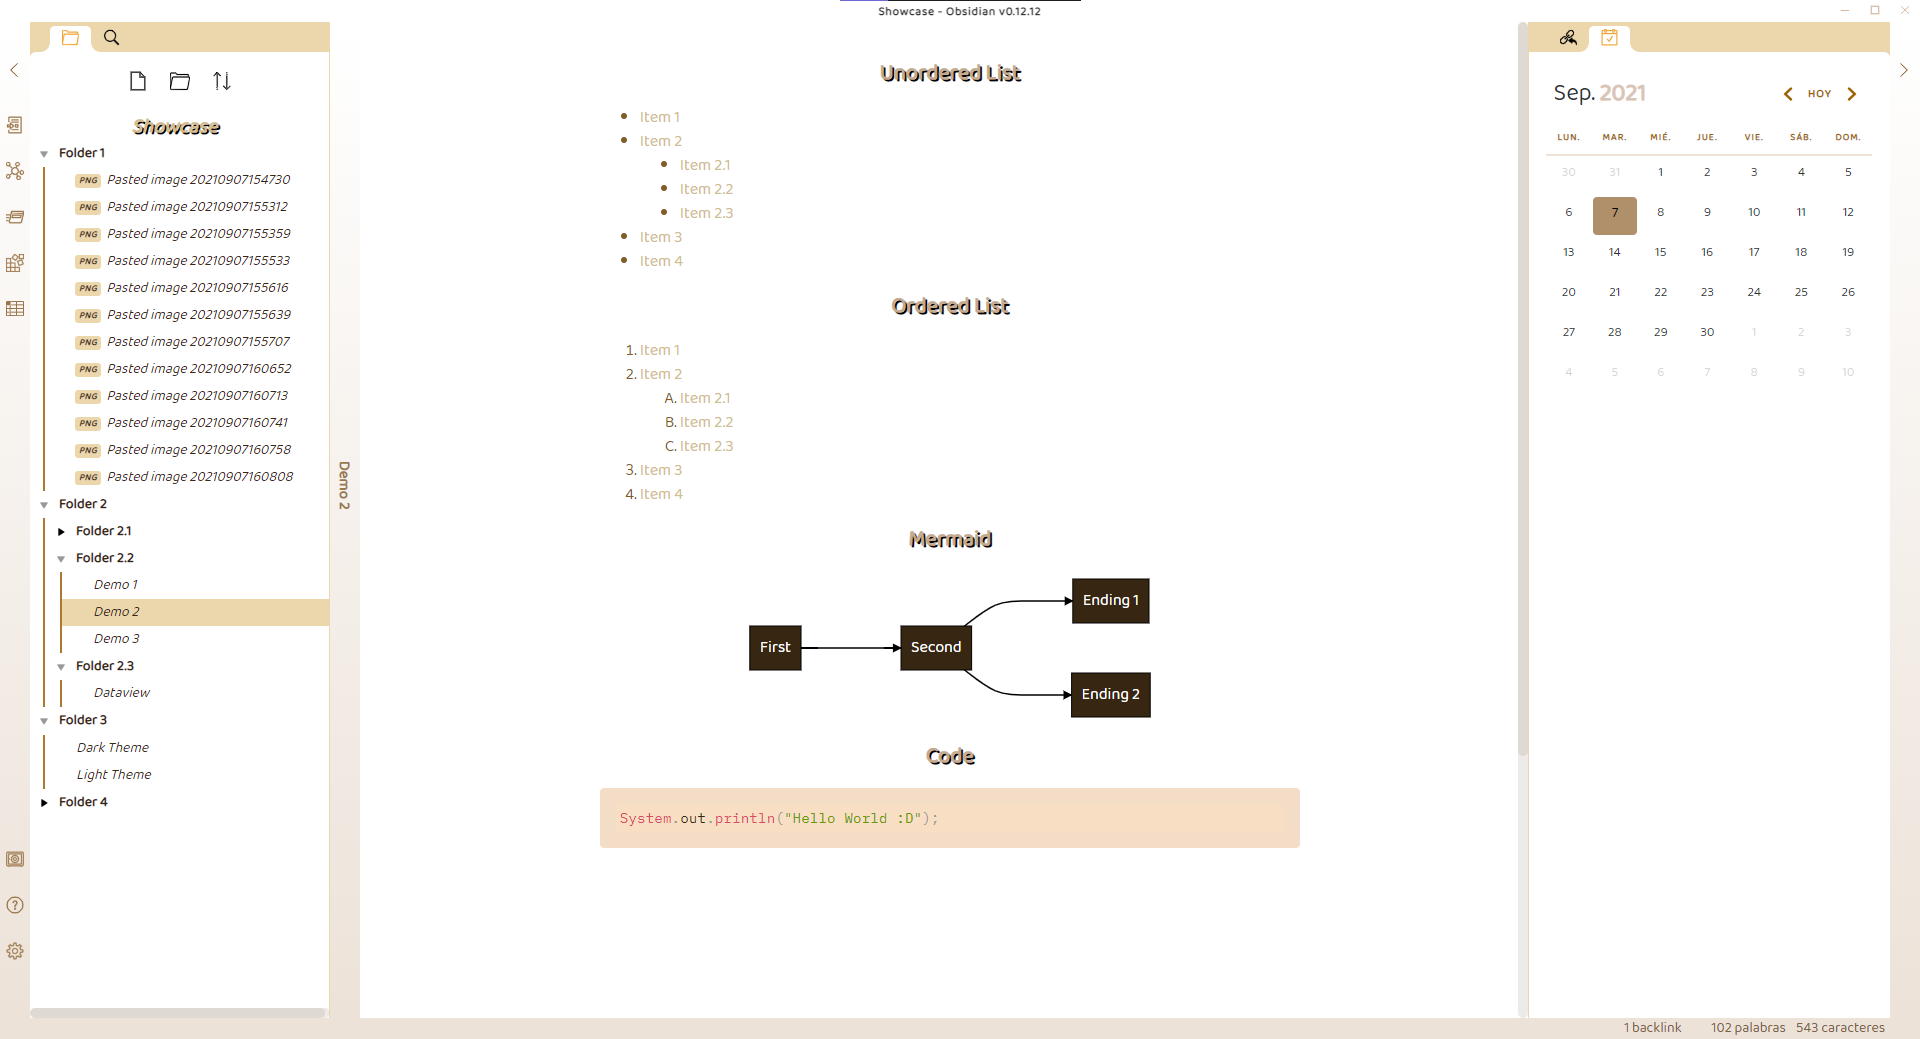 Showcase - Obsidian v0.12.12
Showcase
Folder 1
PNG Pasted image 20210907154730
PNG Pasted image 20210907155312
PNG Pasted image 20210907155359
PNG Pasted image 20210907155533
PNG Pasted image 20210907155616
PNG Pasted image 20210907155639
PNG Pasted image 20210907155707
PNG Pasted image 20210907160652
PNG Pasted image 20210907160713
PNG Pasted image 20210907160741
PNG Pasted image 20210907160758
PNG Pasted image 20210907160808
Folder 2
Folder 2.1
Folder 2.2
Demo 1
Demo 2
Demo 3
Folder 2.3
Dataview
Folder 3
Dark Theme
Light Theme
Folder 4
Demo 2
Unordered List
Item 1
Item 2
Item 2.1
Item 2.2
Item 2.3
Item 3
Item 4
Ordered List
1. Item 1
2. Item 2
A. Item 2.1
B. Item 2.2
C. Item 2.3
3. Item 3
4. Item 4
Mermaid
First
Second
Ending 1
Ending 2
Code
System.out.println("Hello World :D");
Sep. 2021
HOY
LUN. MAR. MIÉ. JUE. VIE. SÁB. DOM.
30 31 1 2 3 4 5
6 7 8 9 10 11 12
13 14 15 16 17 18 19
20 21 22 23 24 25 26
27 28 29 30 1 2 3
4 5 6 7 8 9 10
1 backlink 102 palabras 543 caracteres